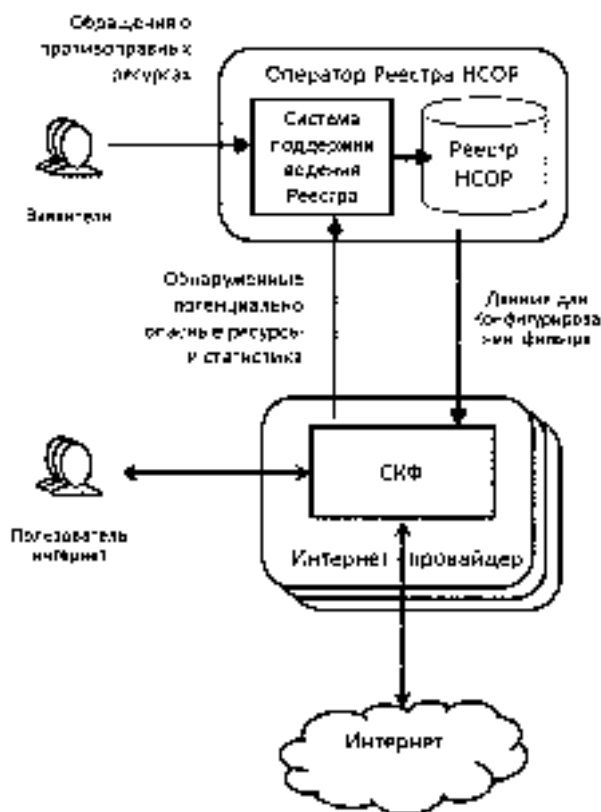 Обращения о
противоправных
ресурсах
Оператор Реестра НСОР
Система
поддержки
ведения
Реестра
Реестр
НСОР
Заявители
Обнаруженные
потенциально
опасные ресурсы
и статистика
Данные для
конфигурирова
ния фильтра
СКФ
Пользователь
интернет
Интернет - провайдер
Интернет